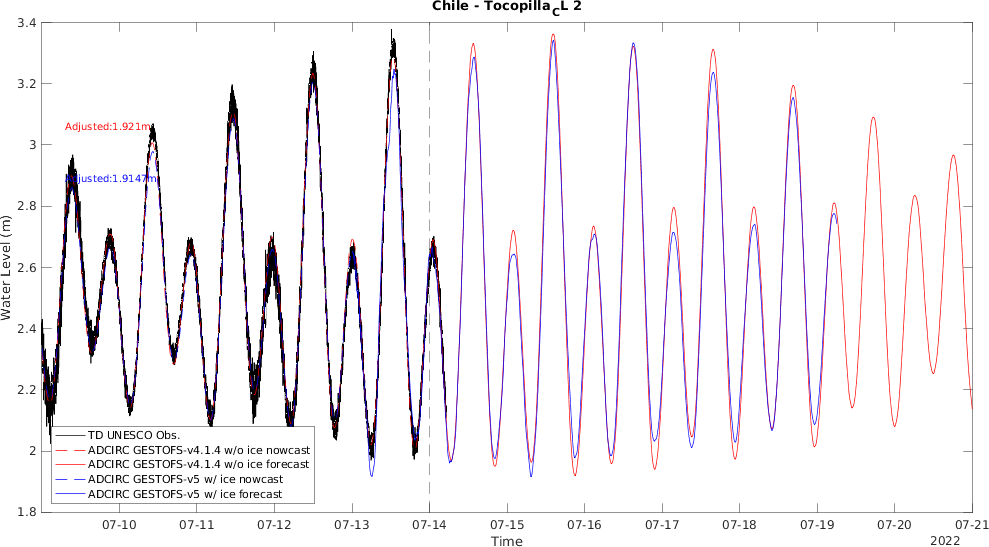 Chile - Tocopilla_CL 2
3.4
3.2
3
2.8
2.6
2.4
2.2
2
1.8
Water Level (m)
Adjusted:1.921m
Adjusted:1.9147m
TD UNESCO Obs.
ADCIRC GESTOFS-v4.1.4 w/o ice nowcast
ADCIRC GESTOFS-v4.1.4 w/o ice forecast
ADCIRC GESTOFS-v5 w/ ice nowcast
ADCIRC GESTOFS-v5 w/ ice forecast
07-10 07-11 07-12 07-13 07-14 07-15 07-16 07-17 07-18 07-19 07-20 07-21
Time
2022